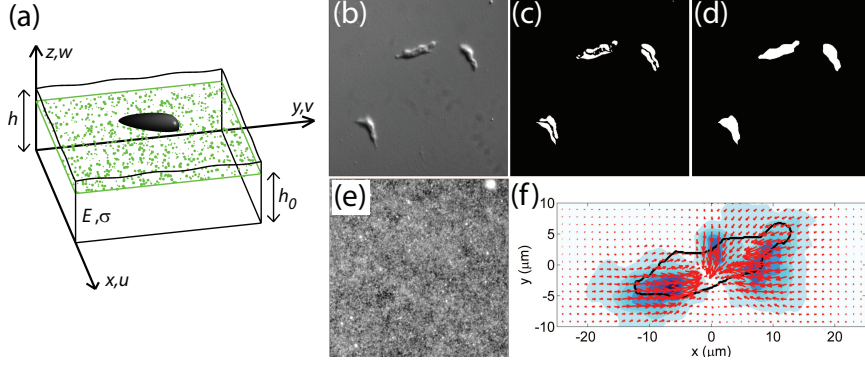 (a)
z,w
h
y,v
h0
E,σ
x,u
(b)
(c)
(d)
(e)
(f)
10
5
0
-5
-10
y (μm)
-20
-10
0
10
20
x (μm)